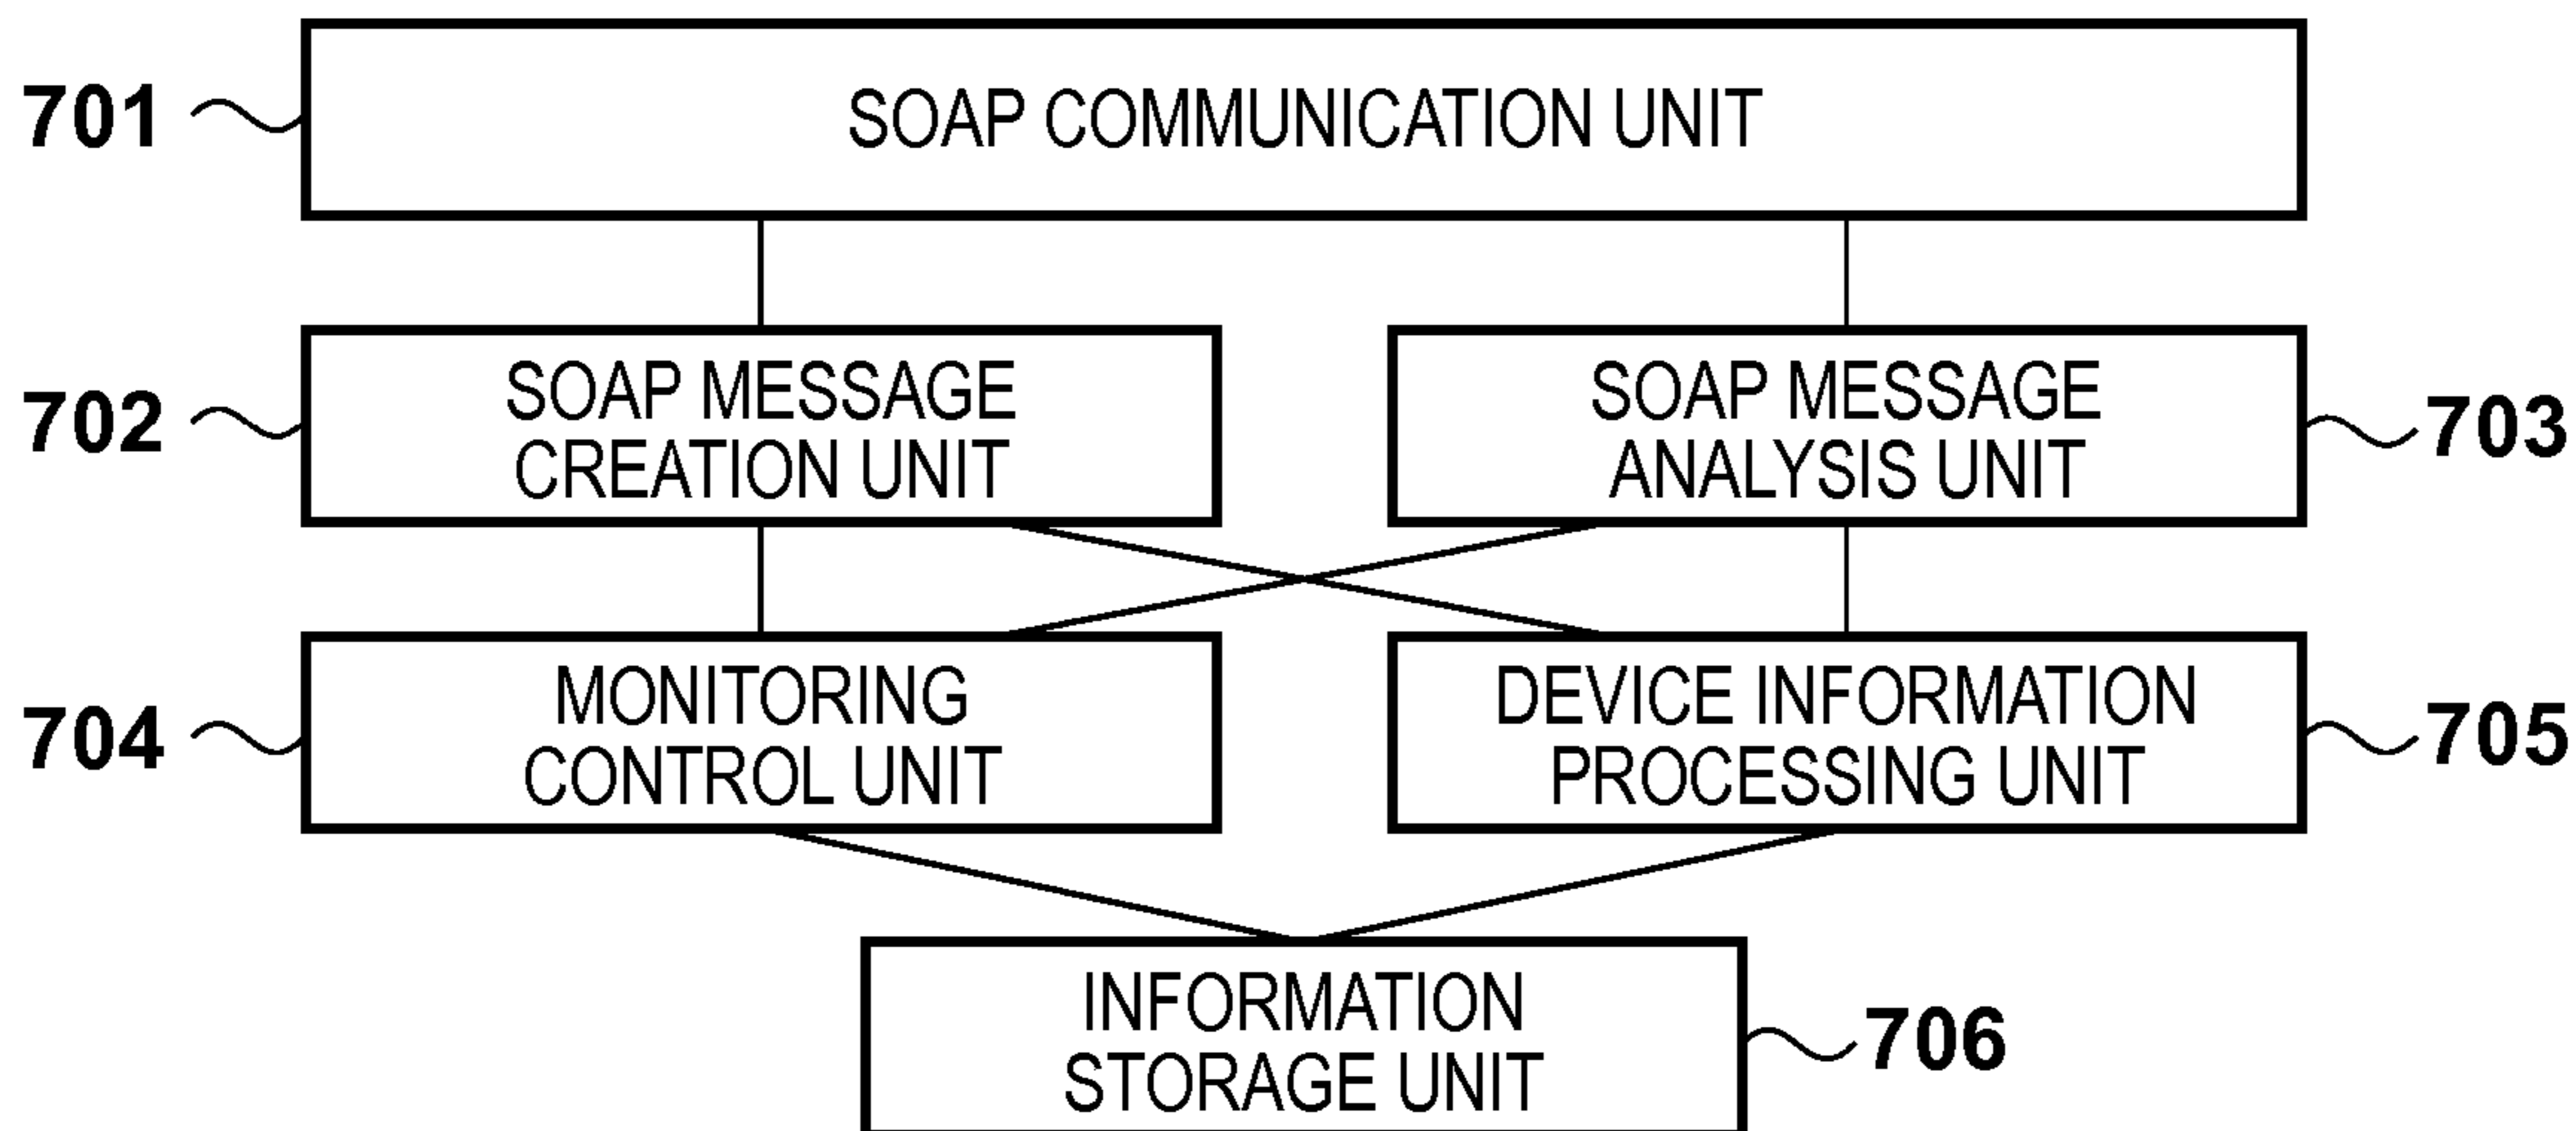 701
SOAP COMMUNICATION UNIT
702
SOAP MESSAGE
CREATION UNIT
SOAP MESSAGE
ANALYSIS UNIT
703
704
MONITORING
CONTROL UNIT
DEVICE INFORMATION
PROCESSING UNIT
705
INFORMATION
STORAGE UNIT
706